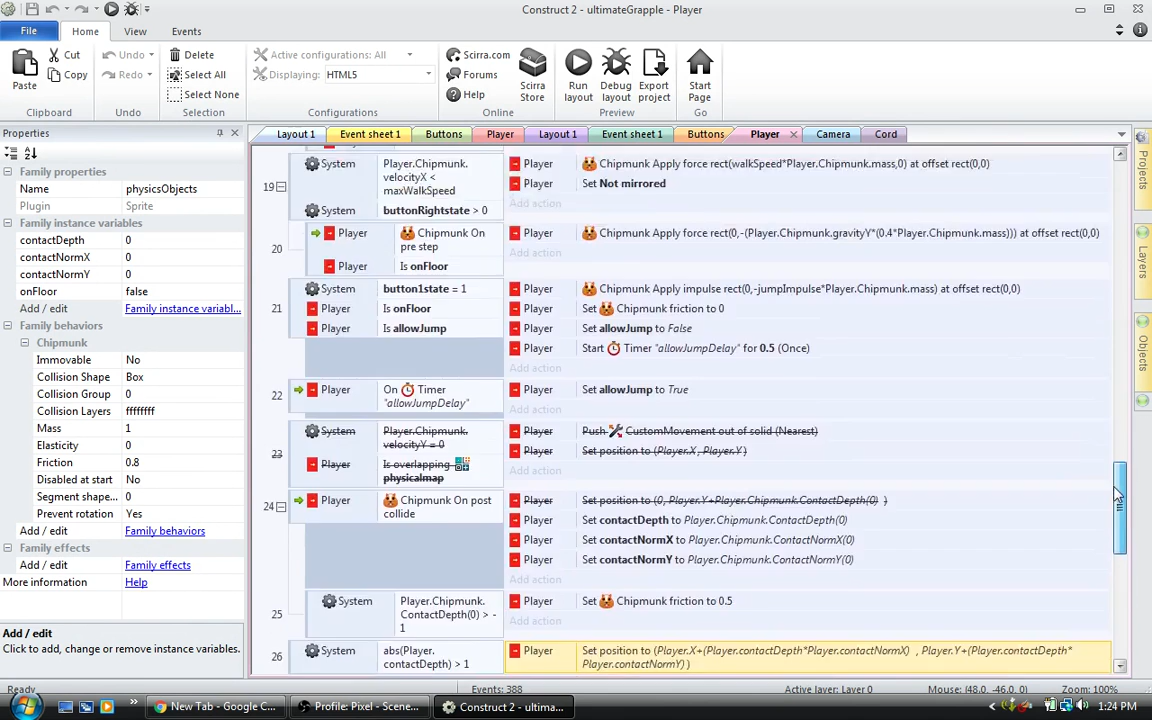 Construct 2 - ultimateGrapple - Player
File
Home
View
Events
Paste
Cut
Copy
Clipboard
Undo
Redo
Undo
Delete
Select All
Select None
Selection
Active configurations:
Displaying:
HTML5
Configurations
Scirra.com
Forums
Help
Scirra Store
Online
Run layout
Debug layout
Export project
Preview
Start Page
Go
Properties
Layout 1
Event sheet 1
Buttons
Player
Layout 1
Event sheet 1
Buttons
Player
Camera
Cord
Family properties
Name physicsObjects
Plugin Sprite
Family instance variables
contactDepth 0
contactNormX 0
contactNormY 0
onFloor false
Add / edit Family instance variabl...
Family behaviors
Chipmunk
Immovable No
Collision Shape Box
Collision Group 0
Collision Layers ffffffff
Mass 1
Elasticity 0
Friction 0.8
Disabled at start No
Segment shape... 0
Prevent rotation Yes
Add / edit Family behaviors
Family effects
Add / edit Family effects
More information Help
Add / edit
Click to add, change or remove instance variables.
19
System Player.Chipmunk.
velocityX <
maxWalkSpeed
System buttonRightstate > 0
Player Chipmunk Apply force rect(walkSpeed*Player.Chipmunk.mass,0) at offset rect(0,0)
Player Set Not mirrored
Add action
20
Player Chipmunk On
pre step
Player Is onFloor
Player Chipmunk Apply force rect(0,-(Player.Chipmunk.gravityY*(0.4*Player.Chipmunk.mass))) at offset rect(0,0)
Add action
21
System button1state = 1
Player Is onFloor
Player Is allowJump
Player Chipmunk Apply impulse rect(0,-jumpImpulse*Player.Chipmunk.mass) at offset rect(0,0)
Player Set Chipmunk friction to 0
Player Set allowJump to False
Player Start Timer "allowJumpDelay" for 0.5 (Once)
Add action
22
Player On Timer
"allowJumpDelay"
Player Set allowJump to True
Add action
23
System Player.Chipmunk.
velocityY = 0
Player Is overlapping
physicalmap
Player Push CustomMovement out of solid (Nearest)
Player Set position to (Player.X, Player.Y)
Add action
24
Player Chipmunk On post
collide
Player Set position to (0, Player.Y+Player.Chipmunk.ContactDepth(0) )
Player Set contactDepth to Player.Chipmunk.ContactDepth(0)
Player Set contactNormX to Player.Chipmunk.ContactNormX(0)
Player Set contactNormY to Player.Chipmunk.ContactNormY(0)
Add action
25
System Player.Chipmunk.
ContactDepth(0) > -
1
Player Set Chipmunk friction to 0.5
Add action
26
System abs(Player.
contactDepth) > 1
Player Set position to (Player.X+(Player.contactDepth*Player.contactNormX) , Player.Y+(Player.contactDepth*
Player.contactNormY))
Projects
Layers
Objects
Ready
Events: 388
Active layer: Layer 0
Mouse: (48.0, -46.0, 0)
Zoom: 100%
New Tab - Google C...
Profile: Pixel - Scene...
Construct 2 - ultima...
1:24 PM